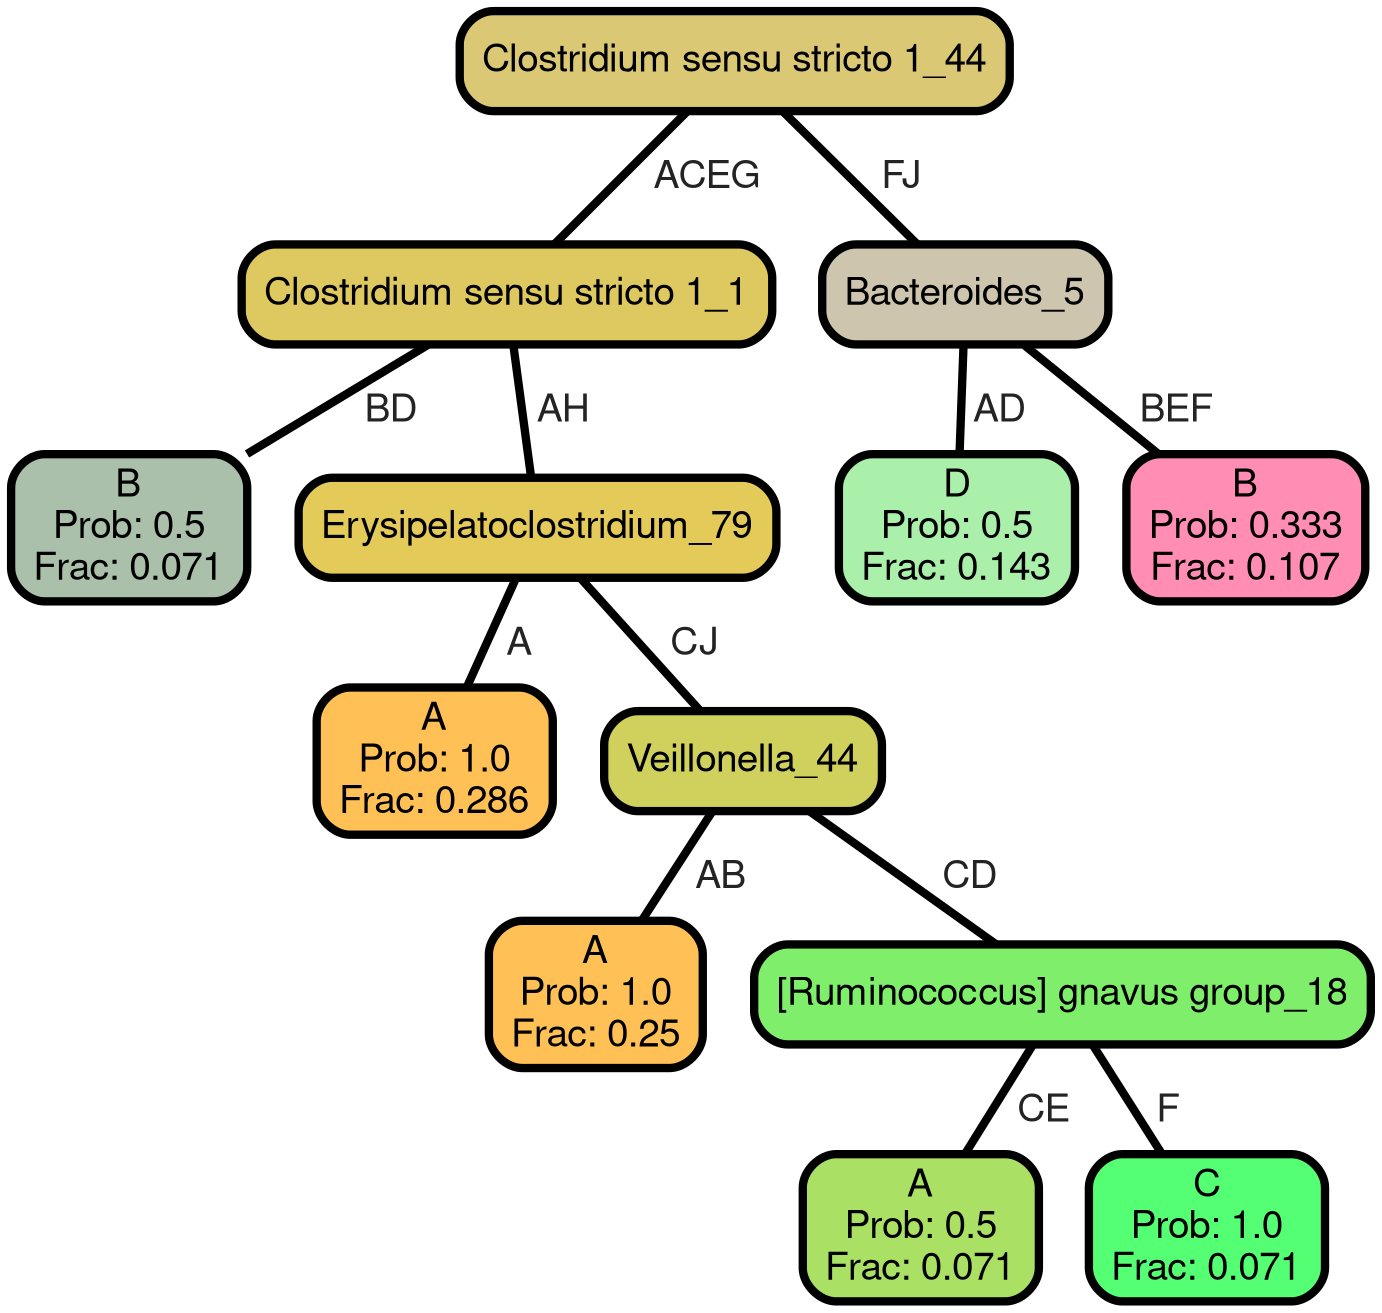 Clostridium sensu stricto 1_44
ACEG
FJ
Clostridium sensu stricto 1_1
Bacteroides_5
BD
AH
AD
BEF
B
Prob: 0.5
Frac: 0.071
Erysipelatoclostridium_79
D
Prob: 0.5
Frac: 0.143
B
Prob: 0.333
Frac: 0.107
A
CJ
A
Prob: 1.0
Frac: 0.286
Veillonella_44
AB
CD
A
Prob: 1.0
Frac: 0.25
[Ruminococcus] gnavus group_18
CE
F
A
Prob: 0.5
Frac: 0.071
C
Prob: 1.0
Frac: 0.071